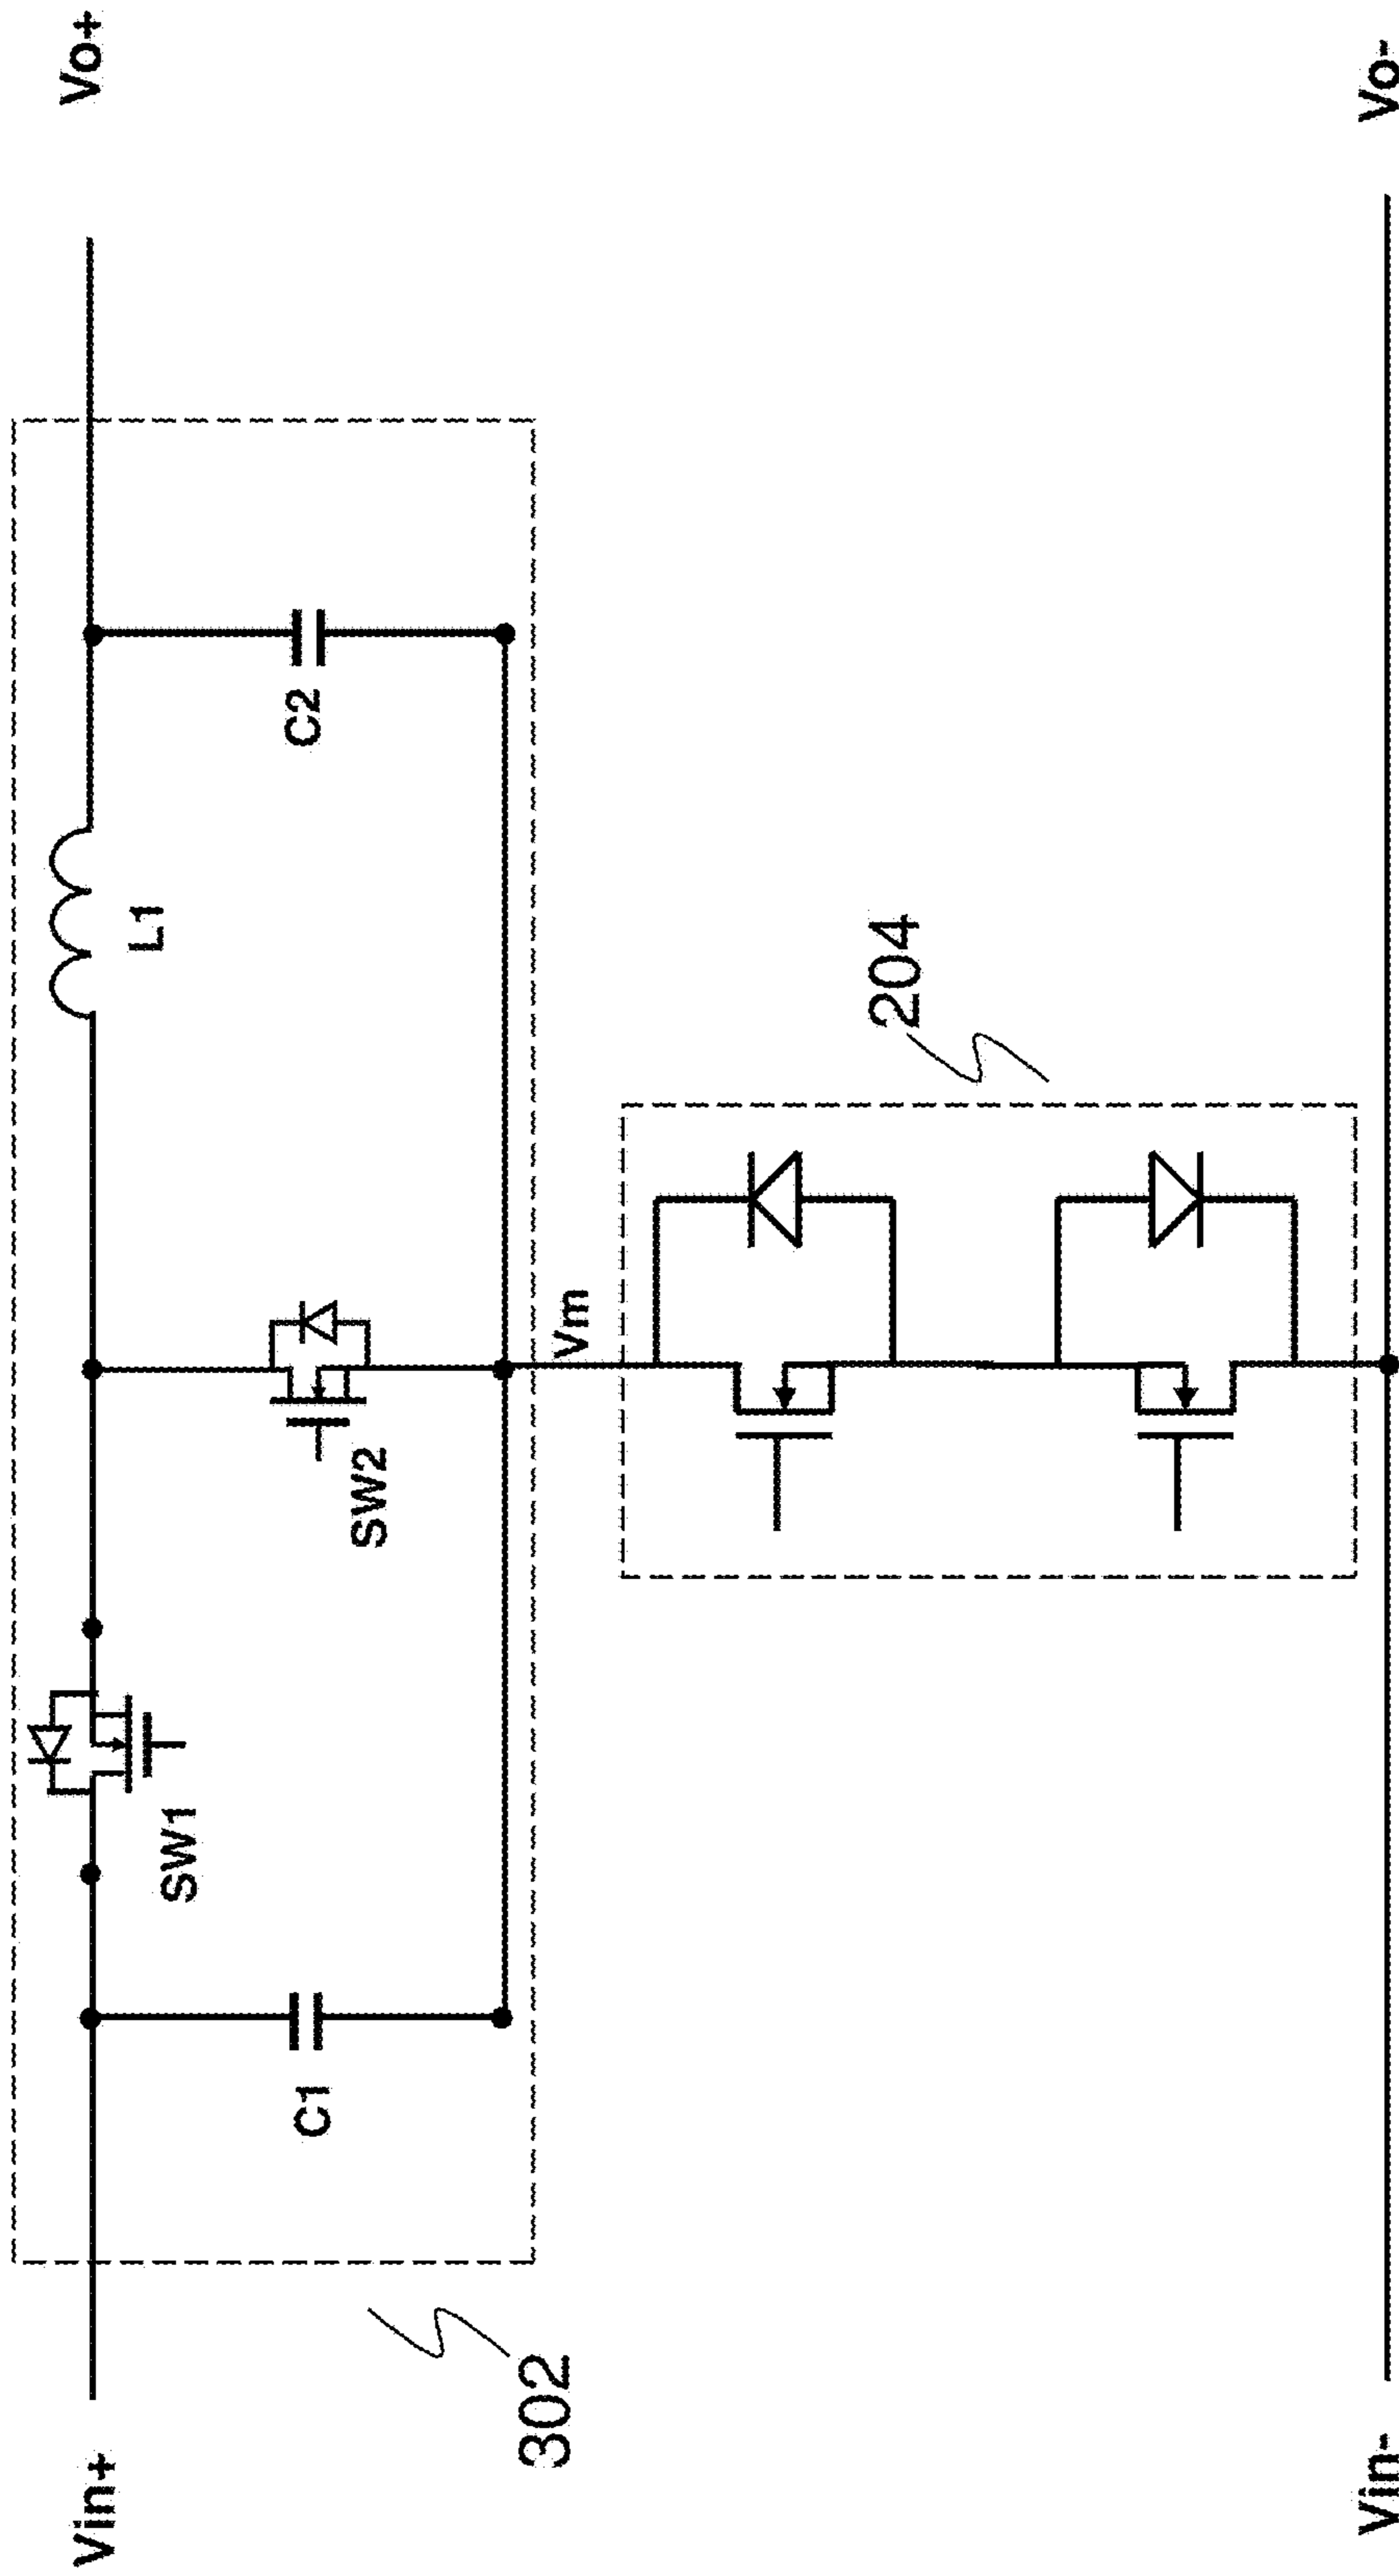 Vin+
Vo+
SW1
L1
C1
SW2
C2
302
Vm
204
Vin-
Vo-